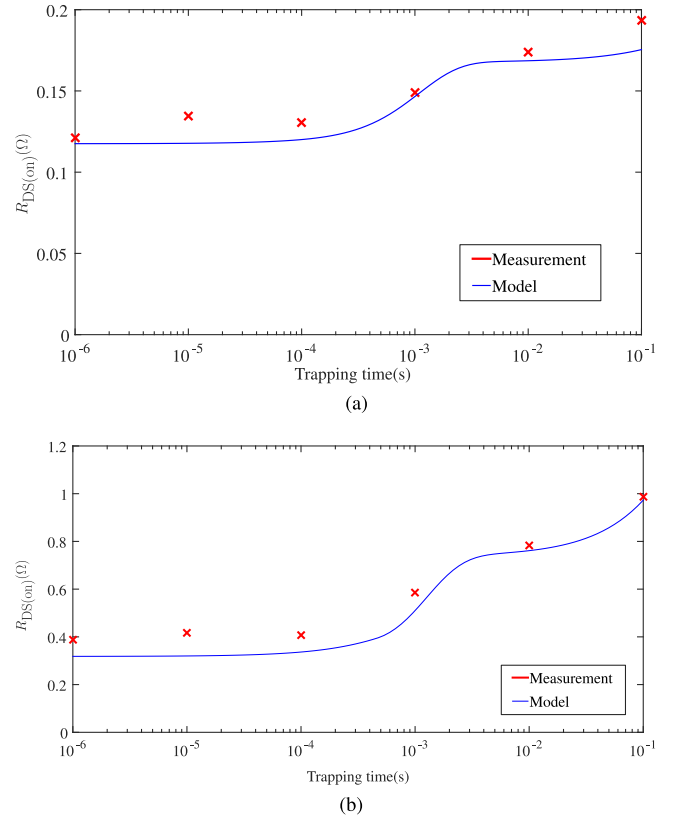 0.2
0.15
0.1
0.05
0
R_DS(on)(Ω)
Measurement
Model
10^-6 10^-5 10^-4 10^-3 10^-2 10^-1
Trapping time(s)
(a)
1.2
1
0.8
0.6
0.4
0.2
0
R_DS(on)(Ω)
Measurement
Model
10^-6 10^-5 10^-4 10^-3 10^-2 10^-1
Trapping time(s)
(b)